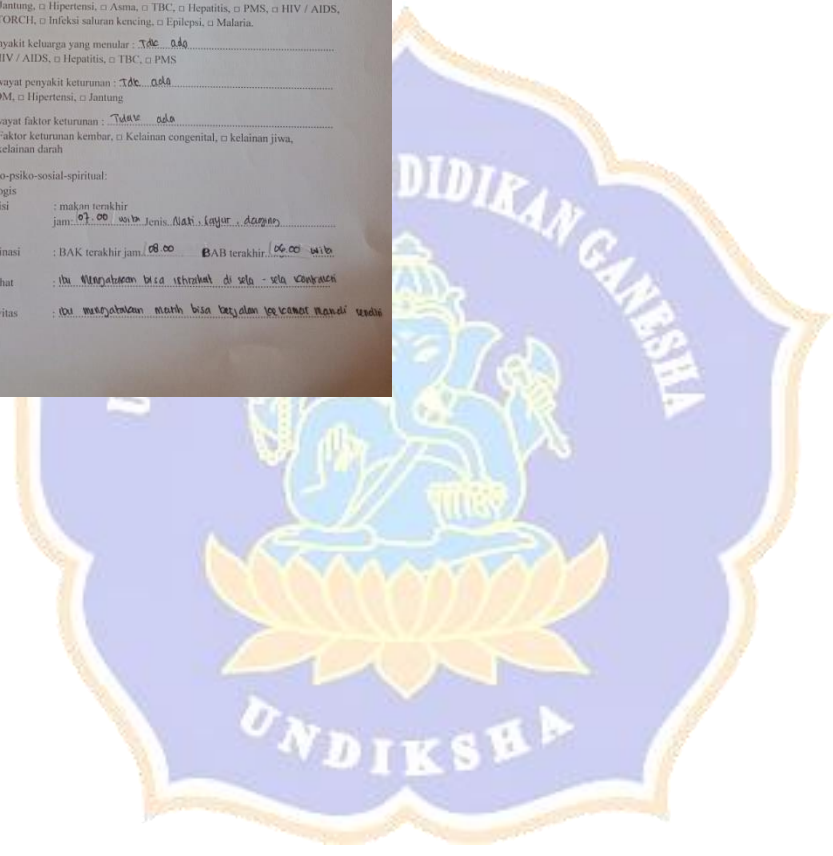 Jantung, □ Hipertensi, □ Asma, □ TBC, □ Hepatitis, □ PMS, □ HIV / AIDS,
TORCH, □ Infeksi saluran kencing, □ Epilepsi, □ Malaria.
nyakit keluarga yang menular : Tdk ada
HIV / AIDS, □ Hepatitis, □ TBC, □ PMS
wayat penyakit keturunan : Tdk ada
DM, □ Hipertensi, □ Jantung
wayat faktor keturunan : Tidak ada
Faktor keturunan kembar, □ Kelainan congenital, □ kelainan jiwa,
kelainan darah
o-psiko-sosial-spiritual:
ogis
isi : makan terakhir
jam: 07.00 wita Jenis Nasi, sayur, daging
inasi : BAK terakhir jam 08.00 BAB terakhir 06.00 wita
hat : ibu mengatakan bisa istirahat di sela - sela kontraksi
itas : ibu mengatakan masih bisa berjalan ke kamar mandi sendiri
DIDIKAN GANESHA
UNDIKSHA